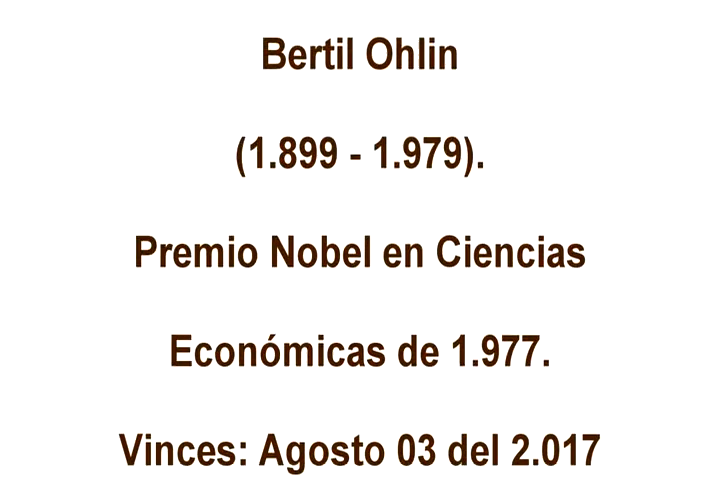 Bertil Ohlin
(1.899 - 1.979).
Premio Nobel en Ciencias
Económicas de 1.977.
Vinces: Agosto 03 del 2.017